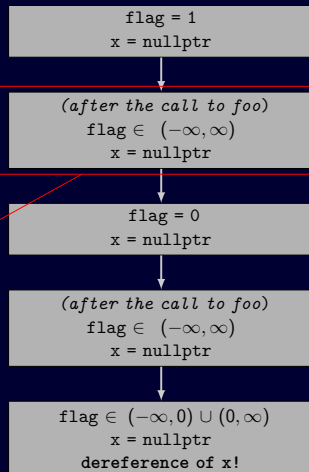 flag = 1
x = nullptr
(after the call to foo)
flag ∈ (−∞, ∞)
x = nullptr
flag = 0
x = nullptr
(after the call to foo)
flag ∈ (−∞, ∞)
x = nullptr
flag ∈ (−∞, 0) ∪ (0, ∞)
x = nullptr
dereference of x!